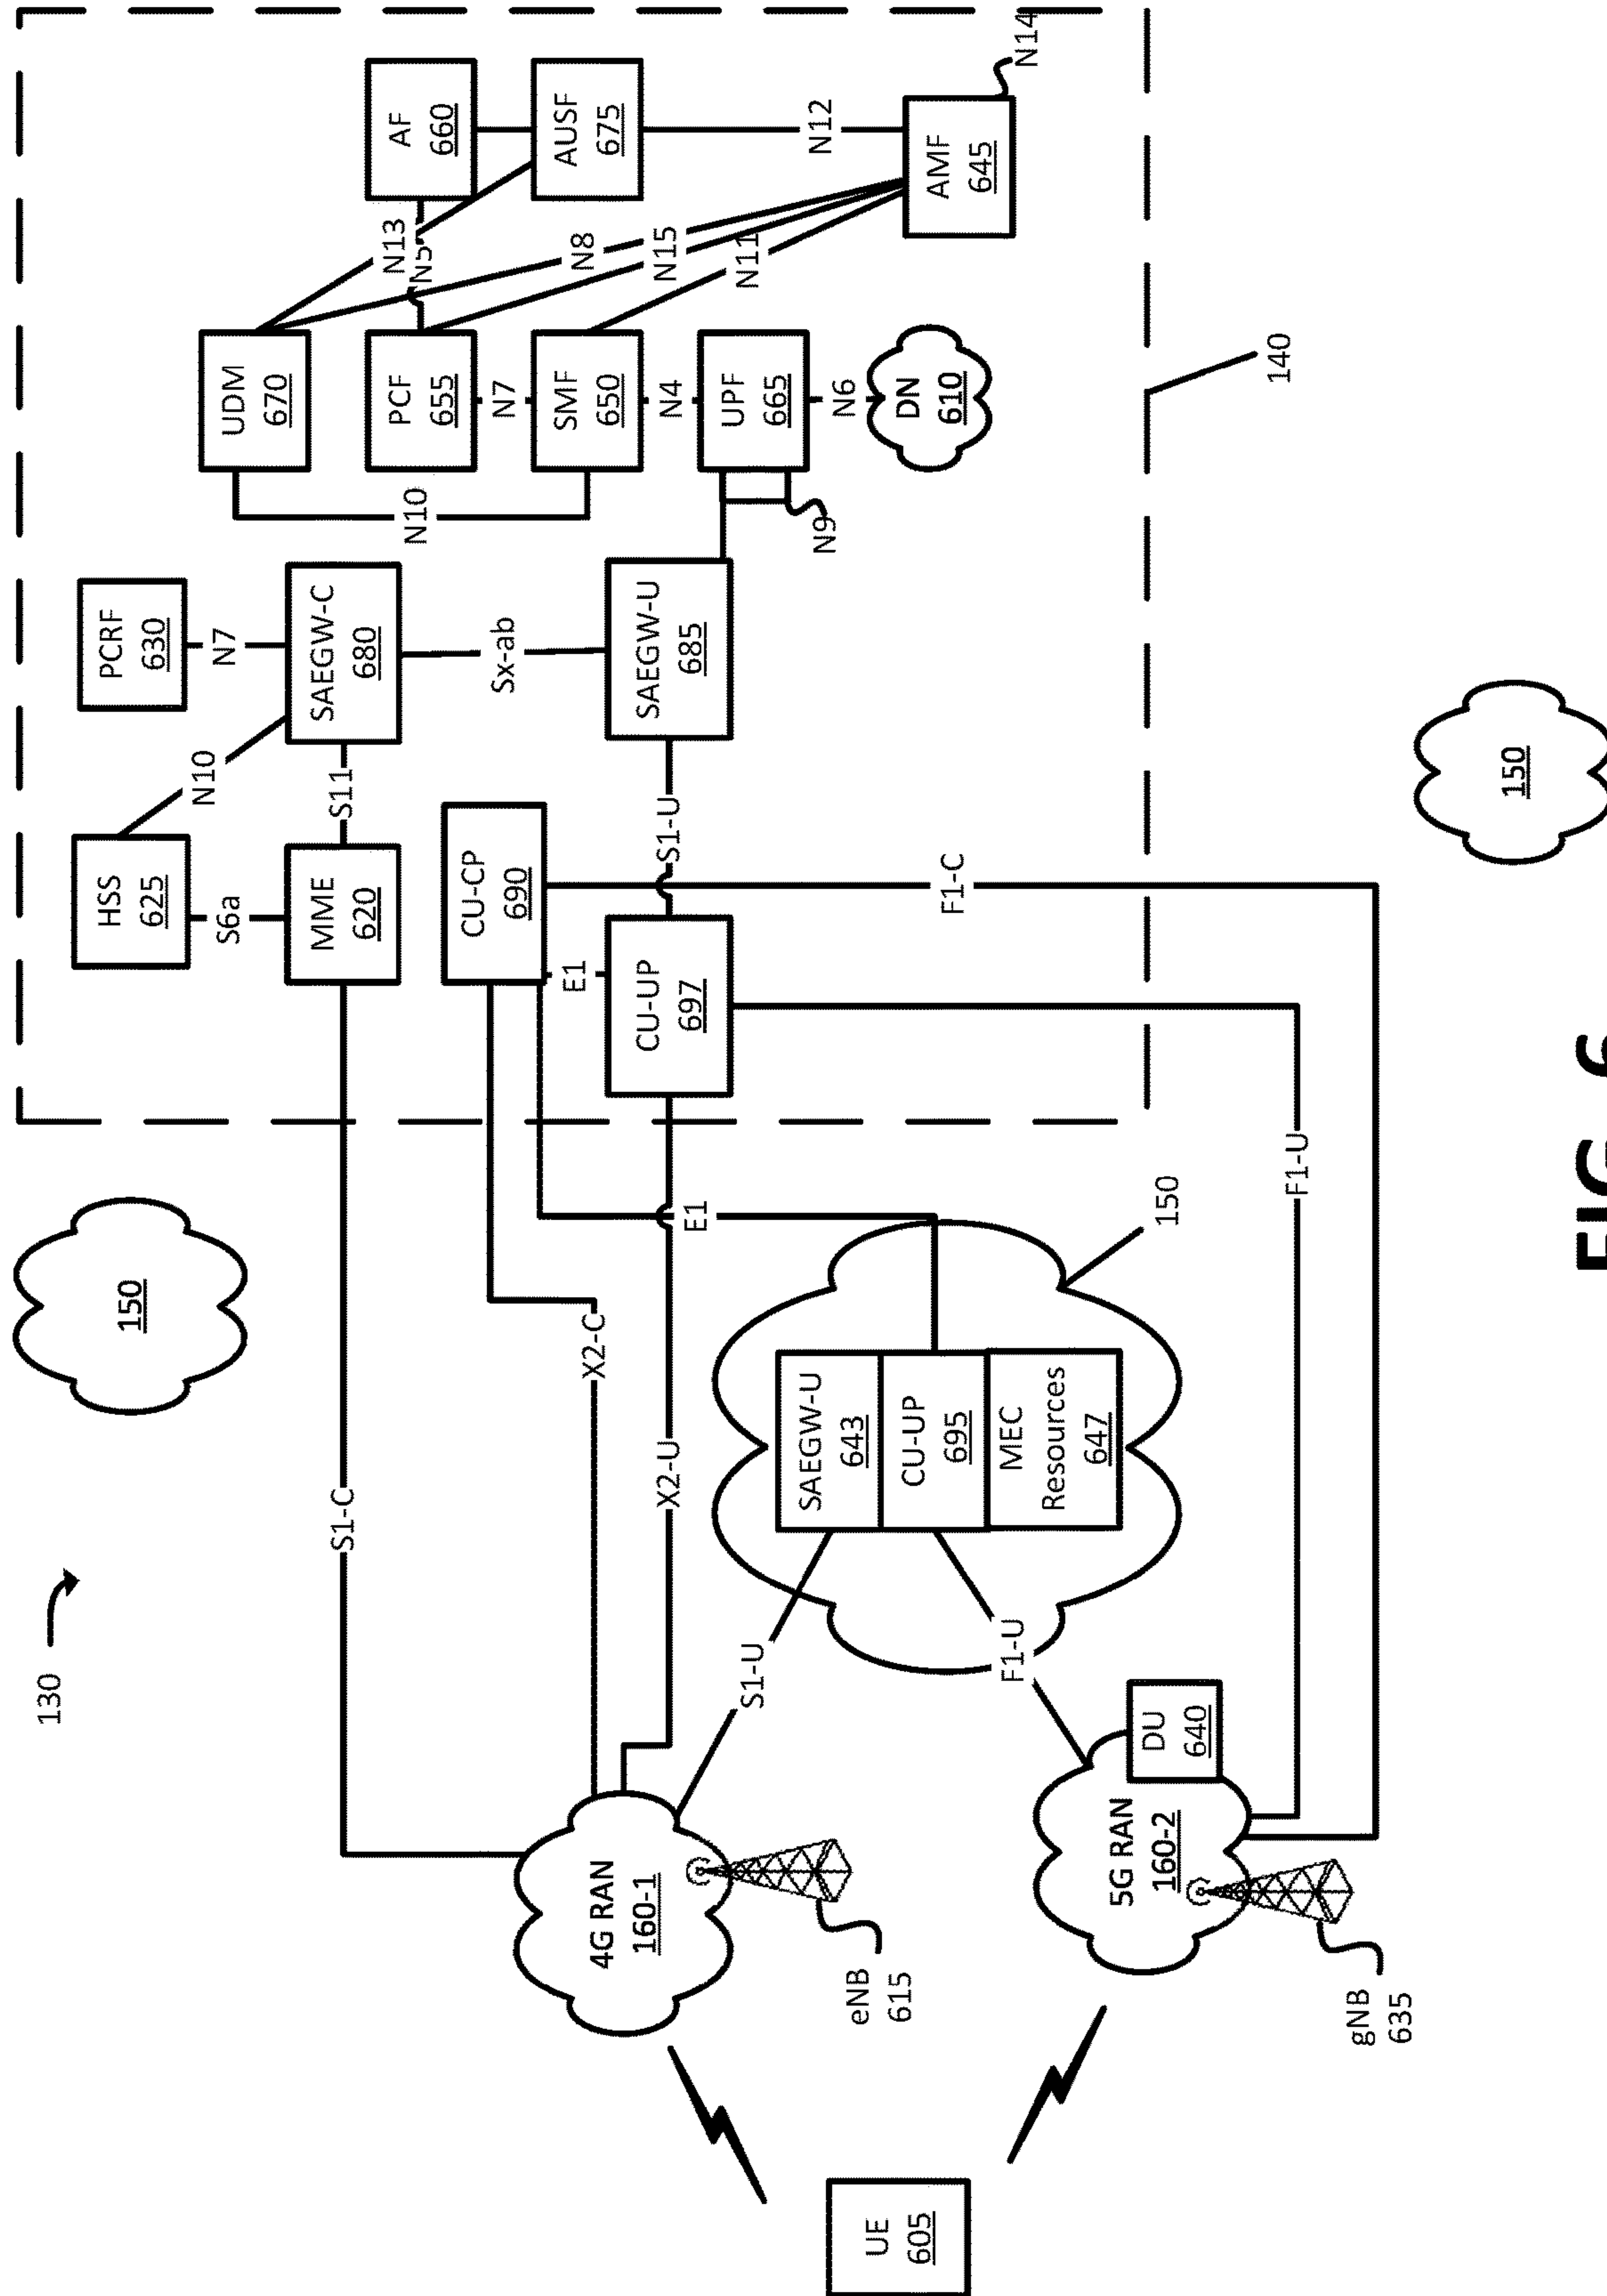 130
150
PCRF
630
N7
HSS
625
N10
S6a
SAEGW-C
680
S11
MME
620
S1-C
UDM
670
N10
AF
660
N13
N5
PCF
655
N7
AUSF
675
N8
N15
N11
N12
SMF
650
N4
Sx-ab
CU-CP
690
E1
X2-C
SAEGW-U
685
S1-U
CU-UP
697
X2-U
E1
UPF
665
N9
N6
DN
610
AMF
645
N14
4G RAN
160-1
eNB
615
S1-U
SAEGW-U
643
CU-UP
695
MEC
Resources
647
150
F1-C
F1-U
UE
605
5G RAN
160-2
DU
640
gNB
635
F1-U
140
150
FIG. 6